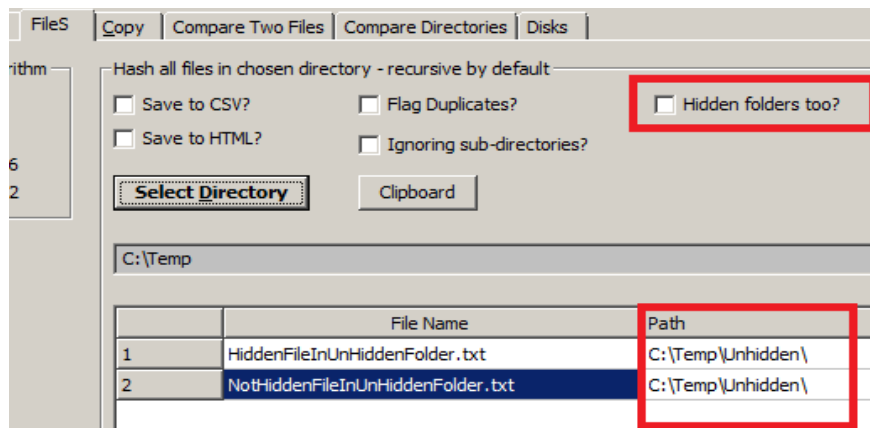 FileS Copy Compare Two Files Compare Directories Disks
rithm Hash all files in chosen directory - recursive by default
Save to CSV? Flag Duplicates? Hidden folders too?
Save to HTML? Ignoring sub-directories?
6
2 Select Directory Clipboard
C:\Temp
File Name Path
1 HiddenFileInUnHiddenFolder.txt C:\Temp\Unhidden\
2 NotHiddenFileInUnHiddenFolder.txt C:\Temp\Unhidden\